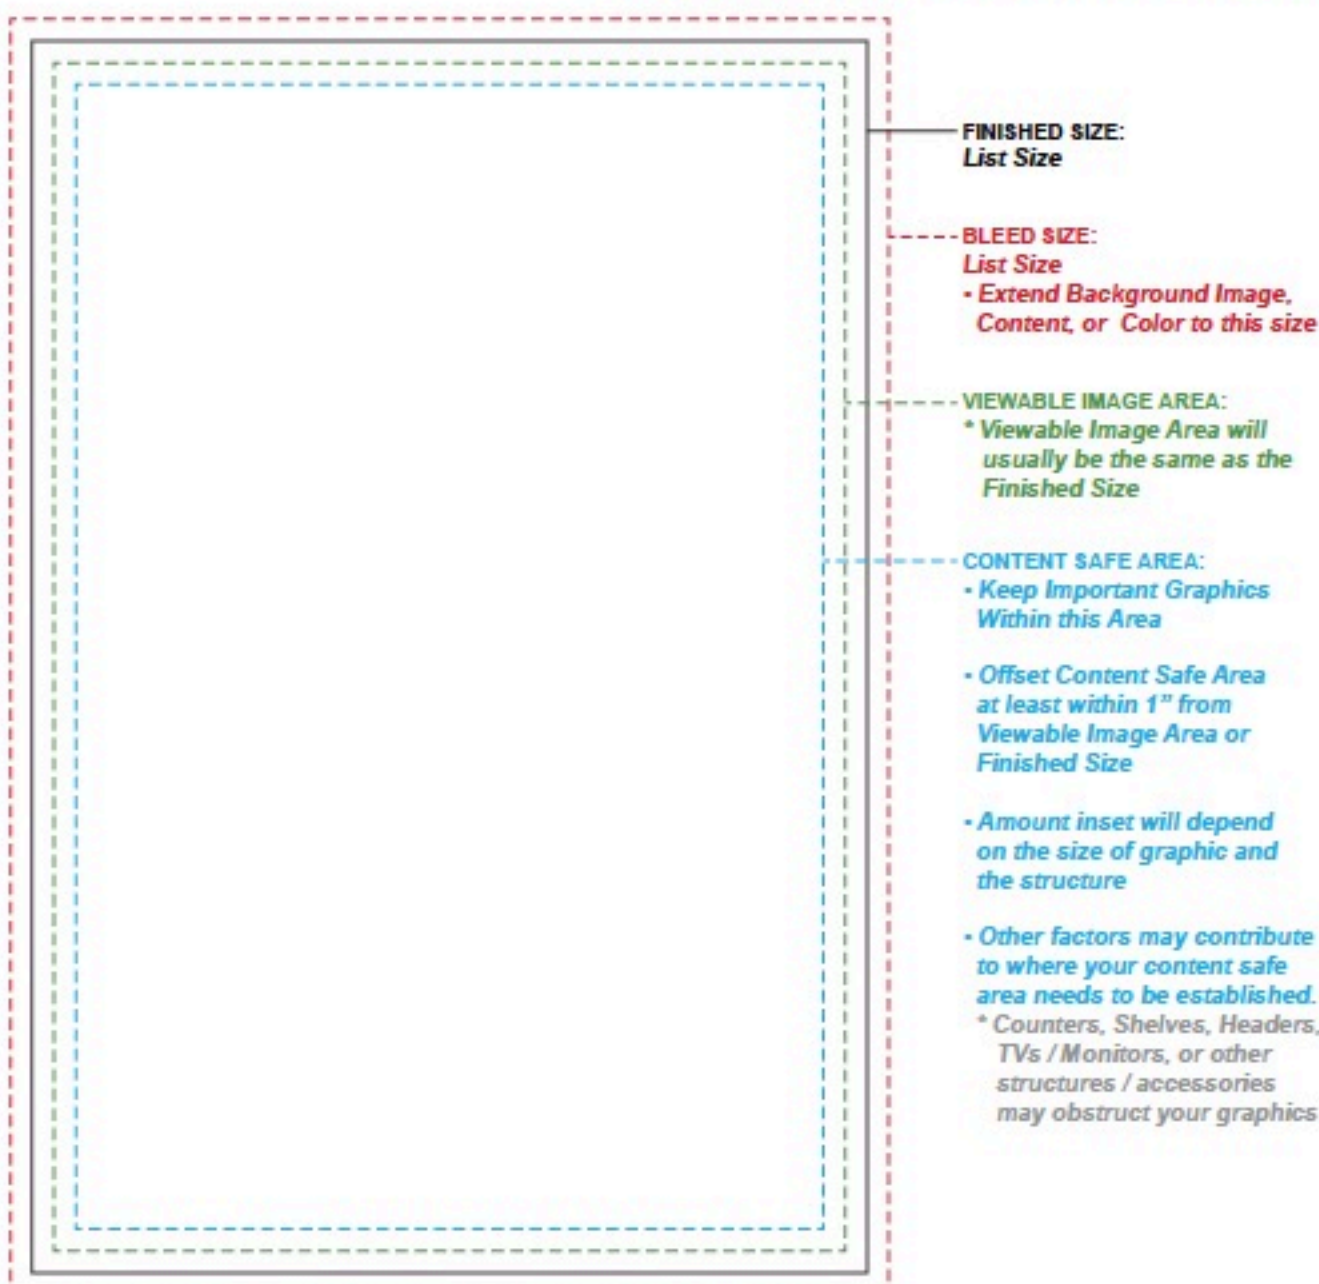 FINISHED SIZE:
List Size
BLEED SIZE:
List Size
• Extend Background Image,
Content, or Color to this size
VIEWABLE IMAGE AREA:
* Viewable Image Area will
usually be the same as the
Finished Size
CONTENT SAFE AREA:
• Keep Important Graphics
Within this Area
• Offset Content Safe Area
at least within 1” from
Viewable Image Area or
Finished Size
• Amount inset will depend
on the size of graphic and
the structure
• Other factors may contribute
to where your content safe
area needs to be established.
* Counters, Shelves, Headers,
TVs / Monitors, or other
structures / accessories
may obstruct your graphics